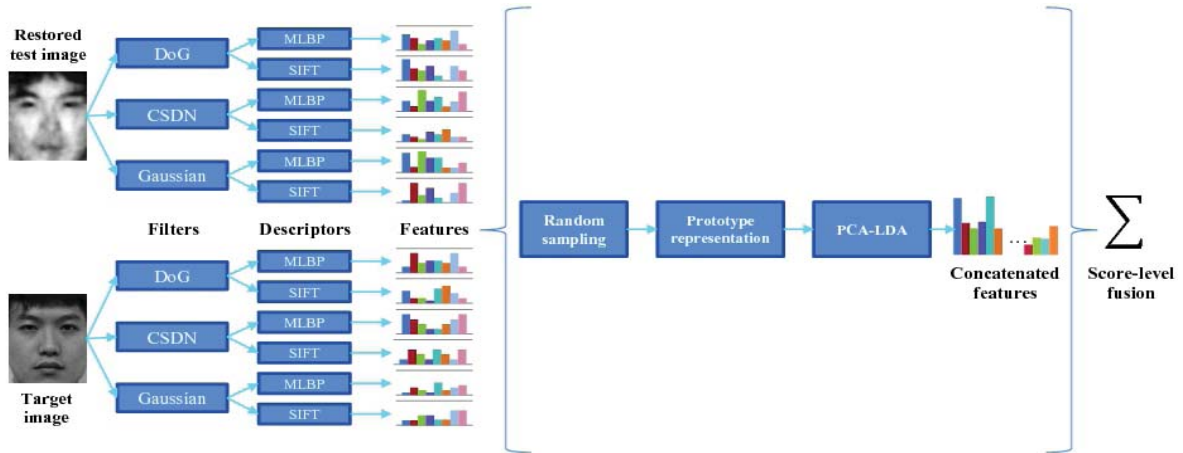 Restored
test image
DoG
MLBP
SIFT
CSDN
MLBP
SIFT
Gaussian
MLBP
SIFT
Filters
Descriptors
Features
DoG
MLBP
SIFT
CSDN
MLBP
SIFT
Gaussian
MLBP
SIFT
Target
image
Random
sampling
Prototype
representation
PCA-LDA
...
Concatenated
features
∑
Score-level
fusion